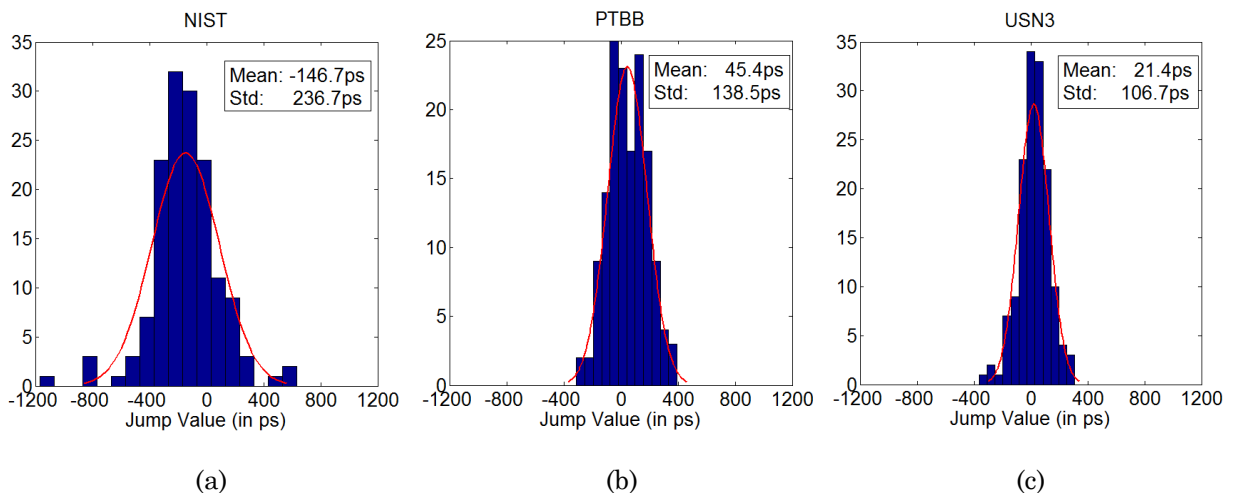 NIST
35
30
25
20
15
10
5
0
Mean: -146.7ps
Std: 236.7ps
-1200 -800 -400 0 400 800 1200
Jump Value (in ps)
(a)
PTBB
25
20
15
10
5
0
Mean: 45.4ps
Std: 138.5ps
-1200 -800 -400 0 400 800 1200
Jump Value (in ps)
(b)
USN3
35
30
25
20
15
10
5
0
Mean: 21.4ps
Std: 106.7ps
-1200 -800 -400 0 400 800 1200
Jump Value (in ps)
(c)